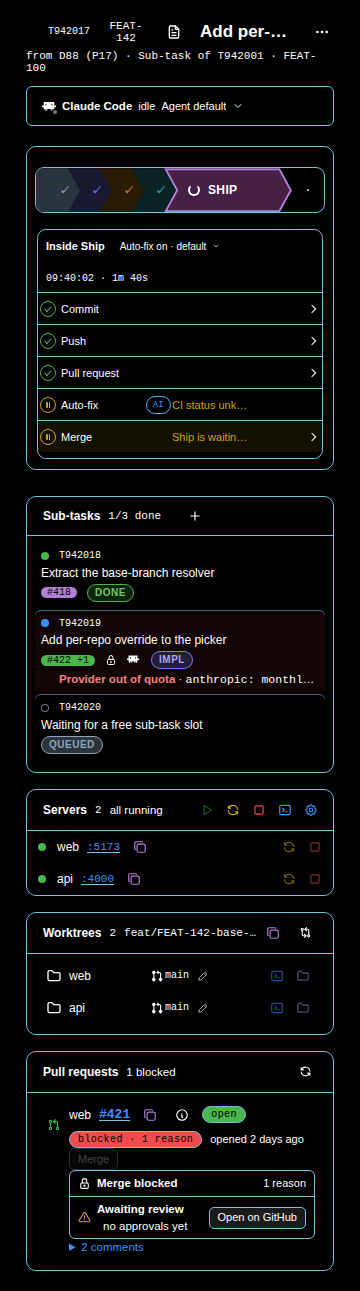 T942017 FEAT-142 Add per-…
from D88 (P17) · Sub-task of T942001 · FEAT-100
Claude Code idle Agent default
SHIP
Inside Ship Auto-fix on · default
09:40:02 · 1m 40s
Commit
Push
Pull request
Auto-fix AI CI status unk…
Merge Ship is waitin…
Sub-tasks 1/3 done
T942018
Extract the base-branch resolver
#418 DONE
T942019
Add per-repo override to the picker
#422 +1 IMPL
Provider out of quota · anthropic: monthl…
T942020
Waiting for a free sub-task slot
QUEUED
Servers 2 all running
web :5173
api :4000
Worktrees 2 feat/FEAT-142-base-…
web main
api main
Pull requests 1 blocked
web #421 open
blocked · 1 reason opened 2 days ago
Merge
Merge blocked 1 reason
Awaiting review
no approvals yet Open on GitHub
2 comments